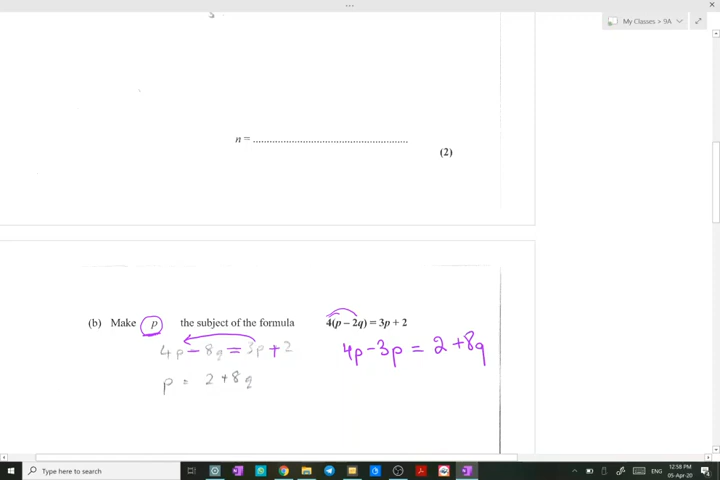 My Classes > 9A
n = ........................................................
(2)
(b) Make p the subject of the formula 4(p – 2q) = 3p + 2
4p - 8q = 3p + 2
4p - 3p = 2 + 8q
p = 2 + 8q
Type here to search
ENG
12:58 PM
05-Apr-20